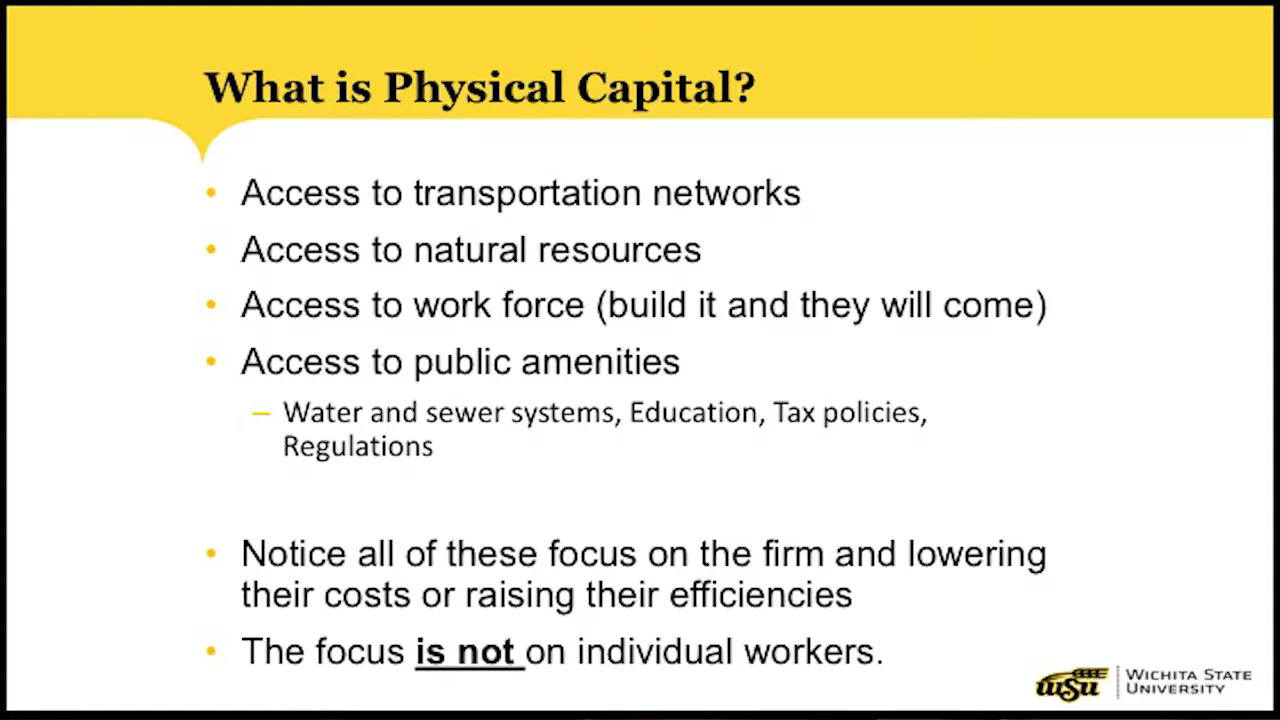 What is Physical Capital?
• Access to transportation networks
• Access to natural resources
• Access to work force (build it and they will come)
• Access to public amenities
– Water and sewer systems, Education, Tax policies,
Regulations
• Notice all of these focus on the firm and lowering
their costs or raising their efficiencies
• The focus is not on individual workers.
WSU
WICHITA STATE
UNIVERSITY